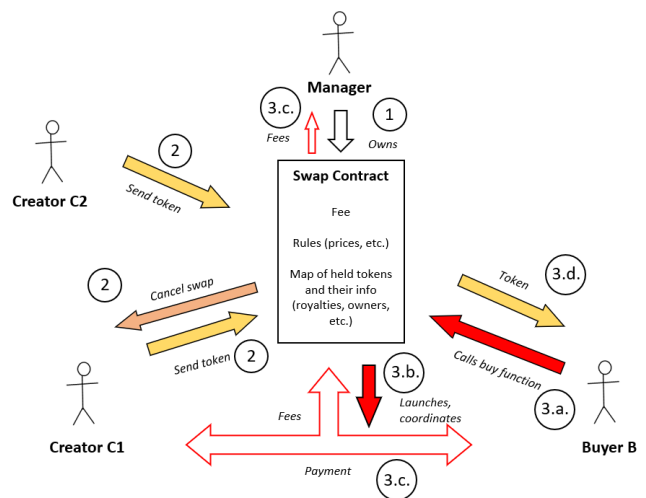 Manager
3.c.
Fees
1
Owns
2
Send token
Creator C2
Swap Contract
Fee
Rules (prices, etc.)
Map of held tokens
and their info
(royalties, owners,
etc.)
2
Cancel swap
Send token
2
Token
3.d.
Calls buy function
3.a.
3.b.
Launches,
coordinates
Fees
Creator C1
Buyer B
Payment
3.c.